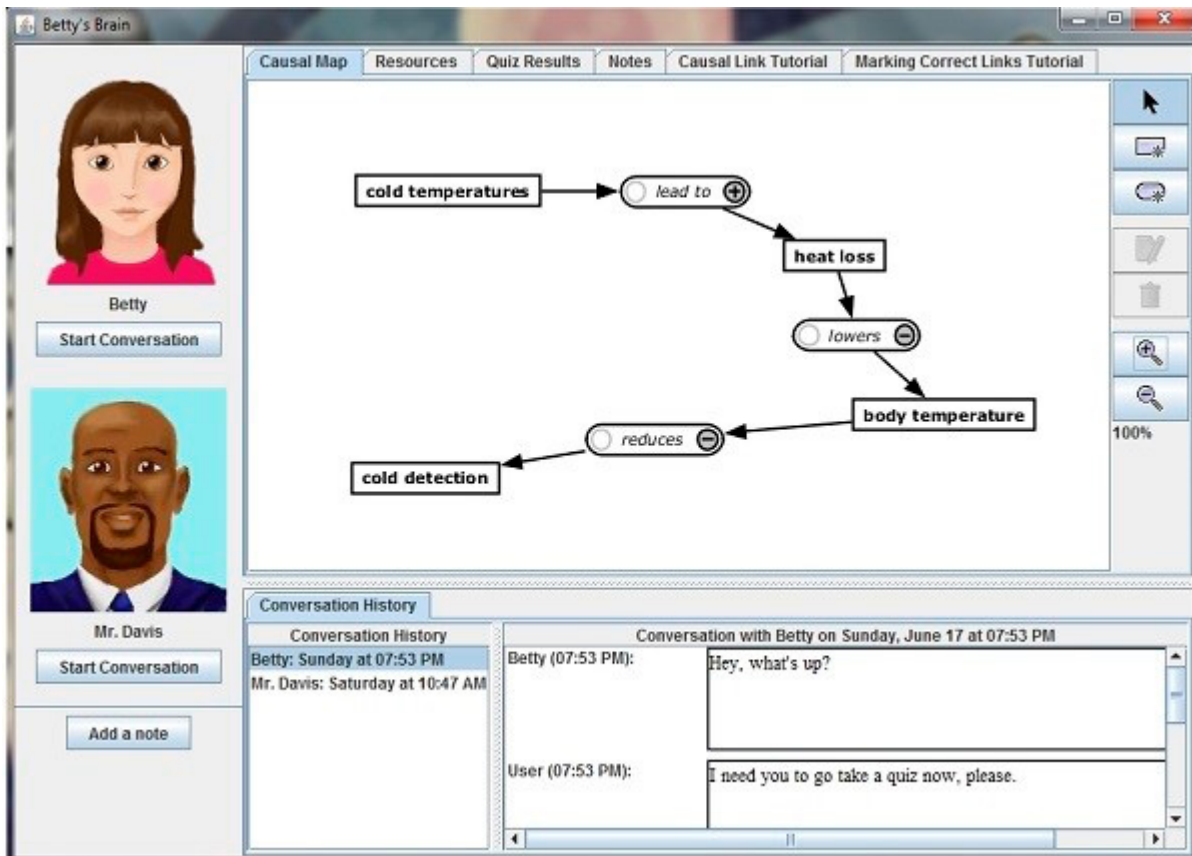 Betty's Brain
Causal Map Resources Quiz Results Notes Causal Link Tutorial Marking Correct Links Tutorial
cold temperatures
lead to
heat loss
lowers
body temperature
reduces
cold detection
100%
Betty
Start Conversation
Mr. Davis
Start Conversation
Add a note
Conversation History
Conversation History
Betty: Sunday at 07:53 PM
Mr. Davis: Saturday at 10:47 AM
Conversation with Betty on Sunday, June 17 at 07:53 PM
Betty (07:53 PM):
Hey, what's up?
User (07:53 PM):
I need you to go take a quiz now, please.